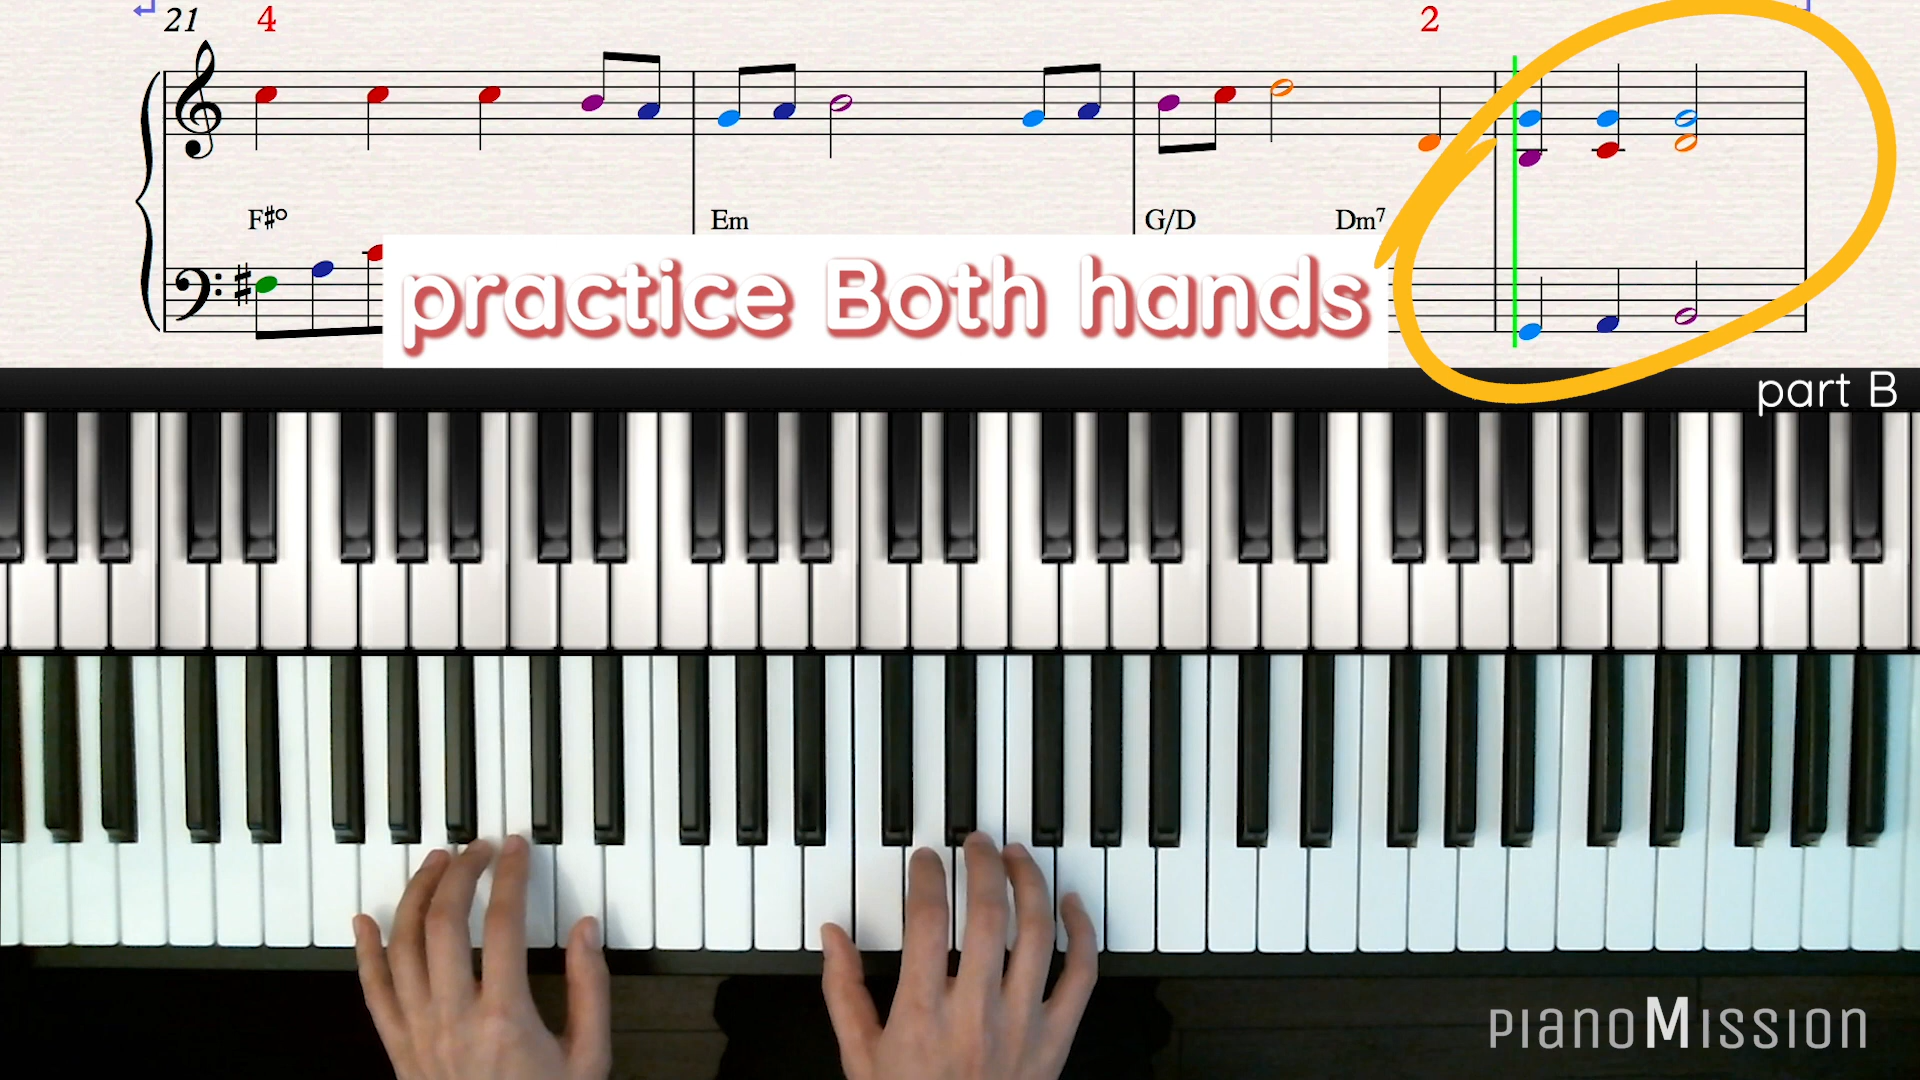 21 4 2
F#° Em G/D Dm7
practice Both hands
part B
PIANOMISSION